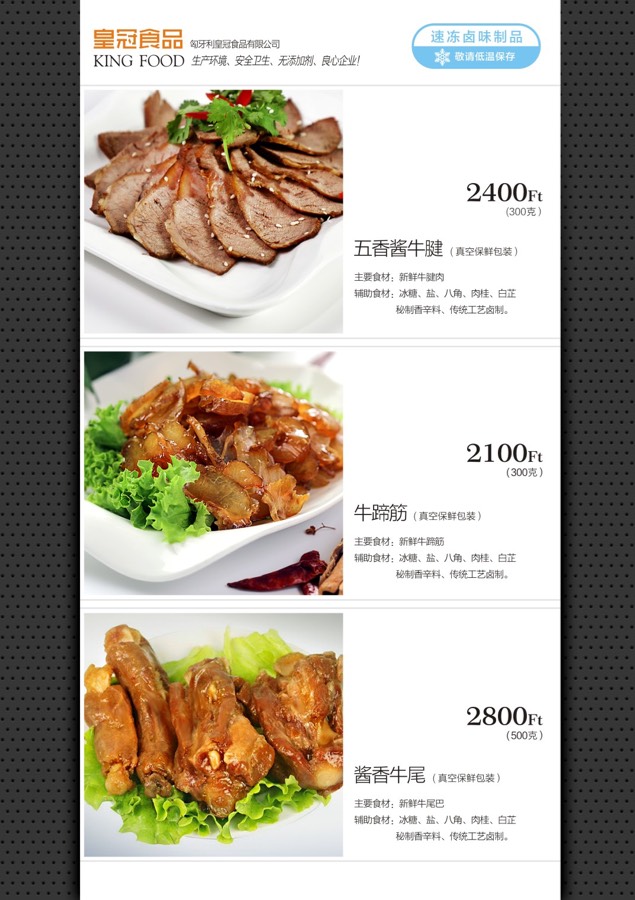 皇冠食品 匈牙利皇冠食品有限公司
KING FOOD 生产环境、安全卫生、无添加剂、良心企业!
速冻卤味制品
敬请低温保存
2400Ft
(300克)
五香酱牛腱 (真空保鲜包装)
主要食材: 新鲜牛腱肉
辅助食材: 冰糖、盐、八角、肉桂、白芷
秘制香辛料、传统工艺卤制。
2100Ft
(300克)
牛蹄筋 (真空保鲜包装)
主要食材: 新鲜牛蹄筋
辅助食材: 冰糖、盐、八角、肉桂、白芷
秘制香辛料、传统工艺卤制。
2800Ft
(500克)
酱香牛尾 (真空保鲜包装)
主要食材: 新鲜牛尾巴
辅助食材: 冰糖、盐、八角、肉桂、白芷
秘制香辛料、传统工艺卤制。